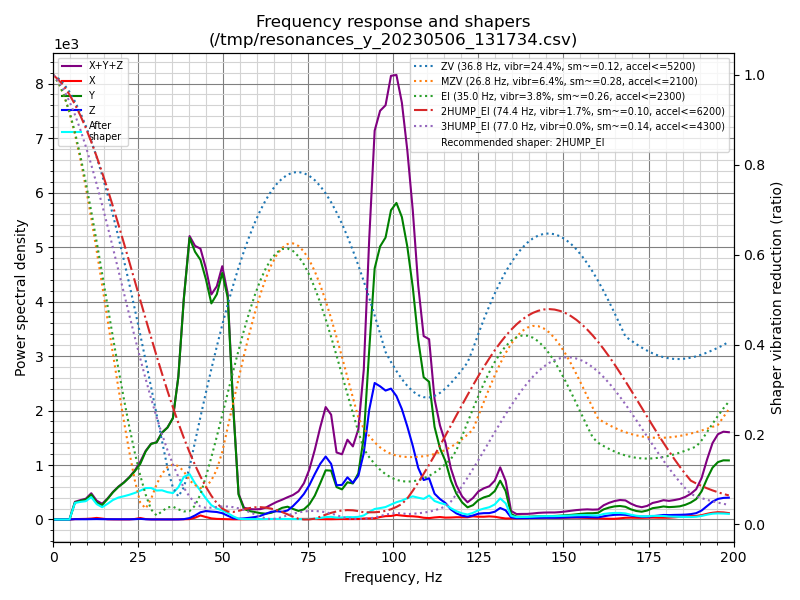 Frequency response and shapers
(/tmp/resonances_y_20230506_131734.csv)
1e3
X+Y+Z
X
Y
Z
After
shaper
ZV (36.8 Hz, vibr=24.4%, sm~=0.12, accel<=5200)
MZV (26.8 Hz, vibr=6.4%, sm~=0.28, accel<=2100)
EI (35.0 Hz, vibr=3.8%, sm~=0.26, accel<=2300)
2HUMP_EI (74.4 Hz, vibr=1.7%, sm~=0.10, accel<=6200)
3HUMP_EI (77.0 Hz, vibr=0.0%, sm~=0.14, accel<=4300)
Recommended shaper: 2HUMP_EI
8
7
6
5
4
3
2
1
0
Power spectral density
1.0
0.8
0.6
0.4
0.2
0.0
Shaper vibration reduction (ratio)
0 25 50 75 100 125 150 175 200
Frequency, Hz